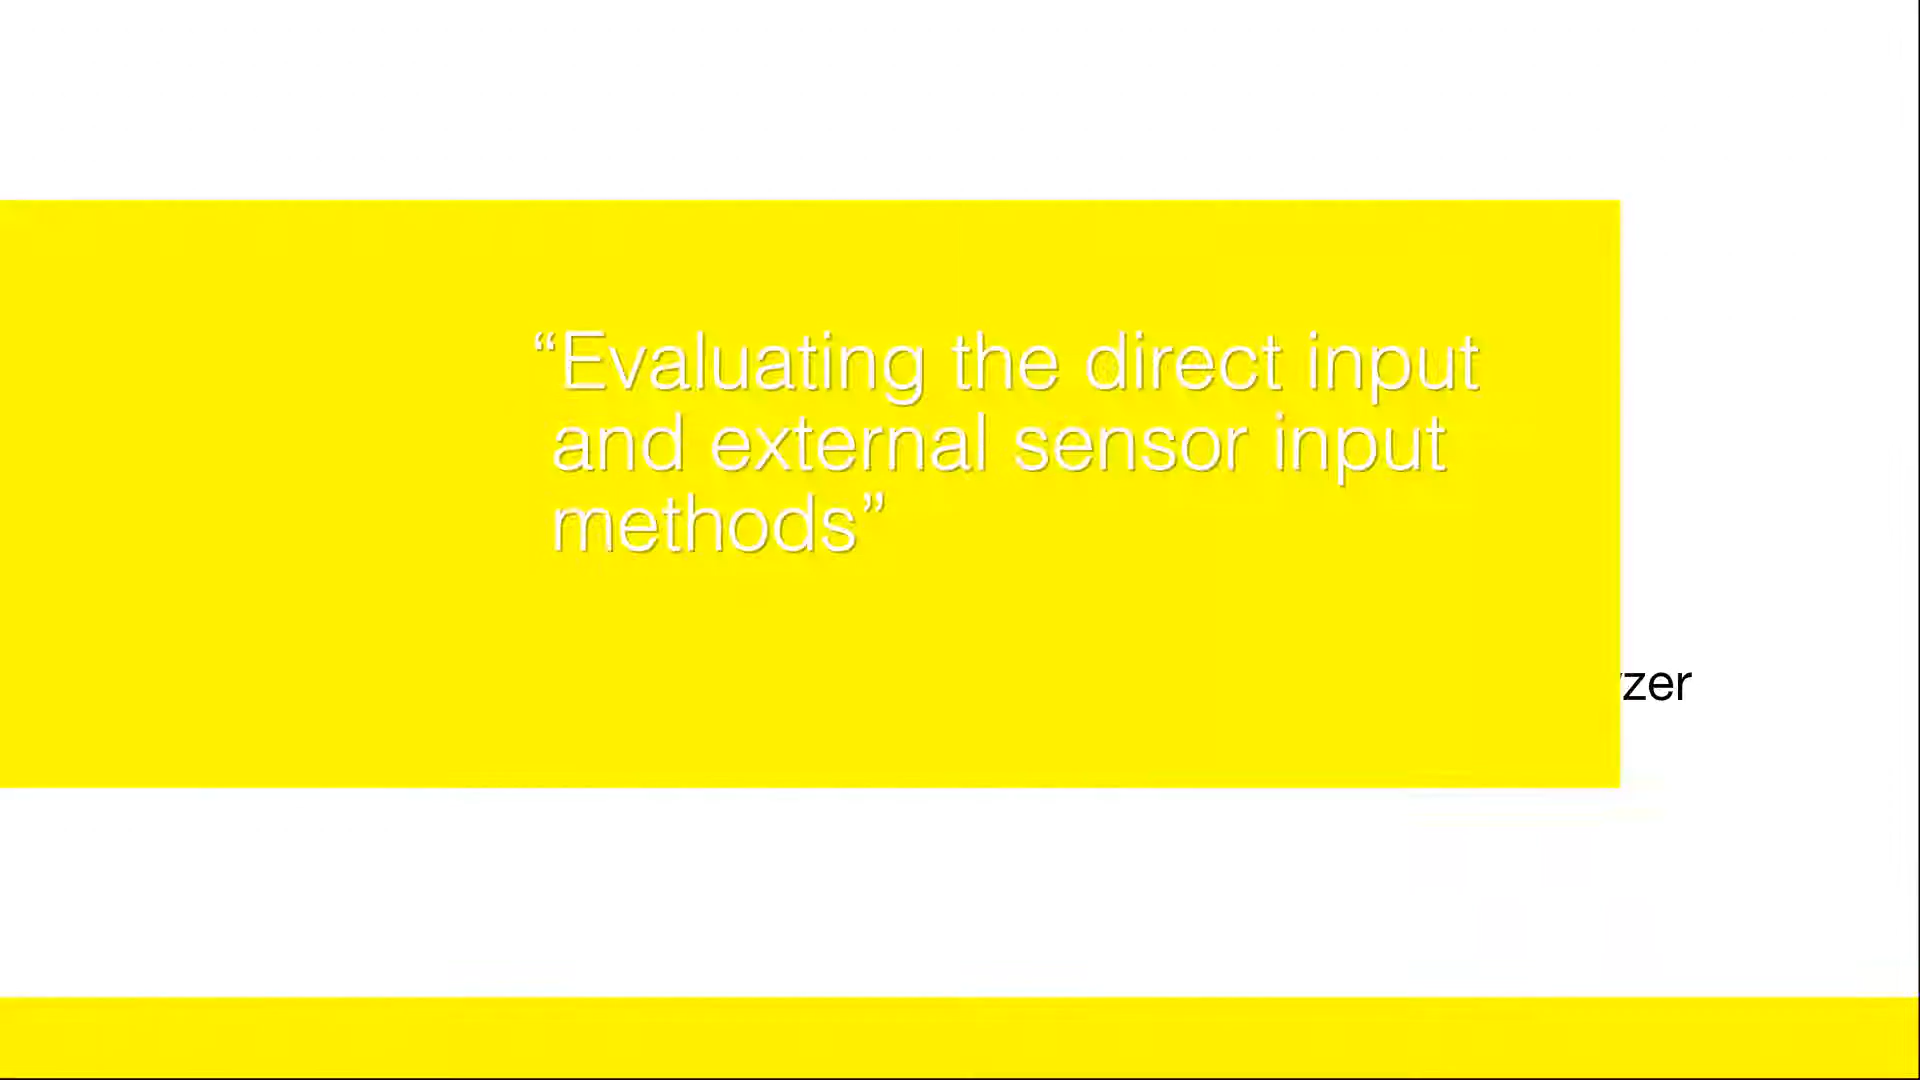 “Evaluating the direct input
and external sensor input
methods”
zer